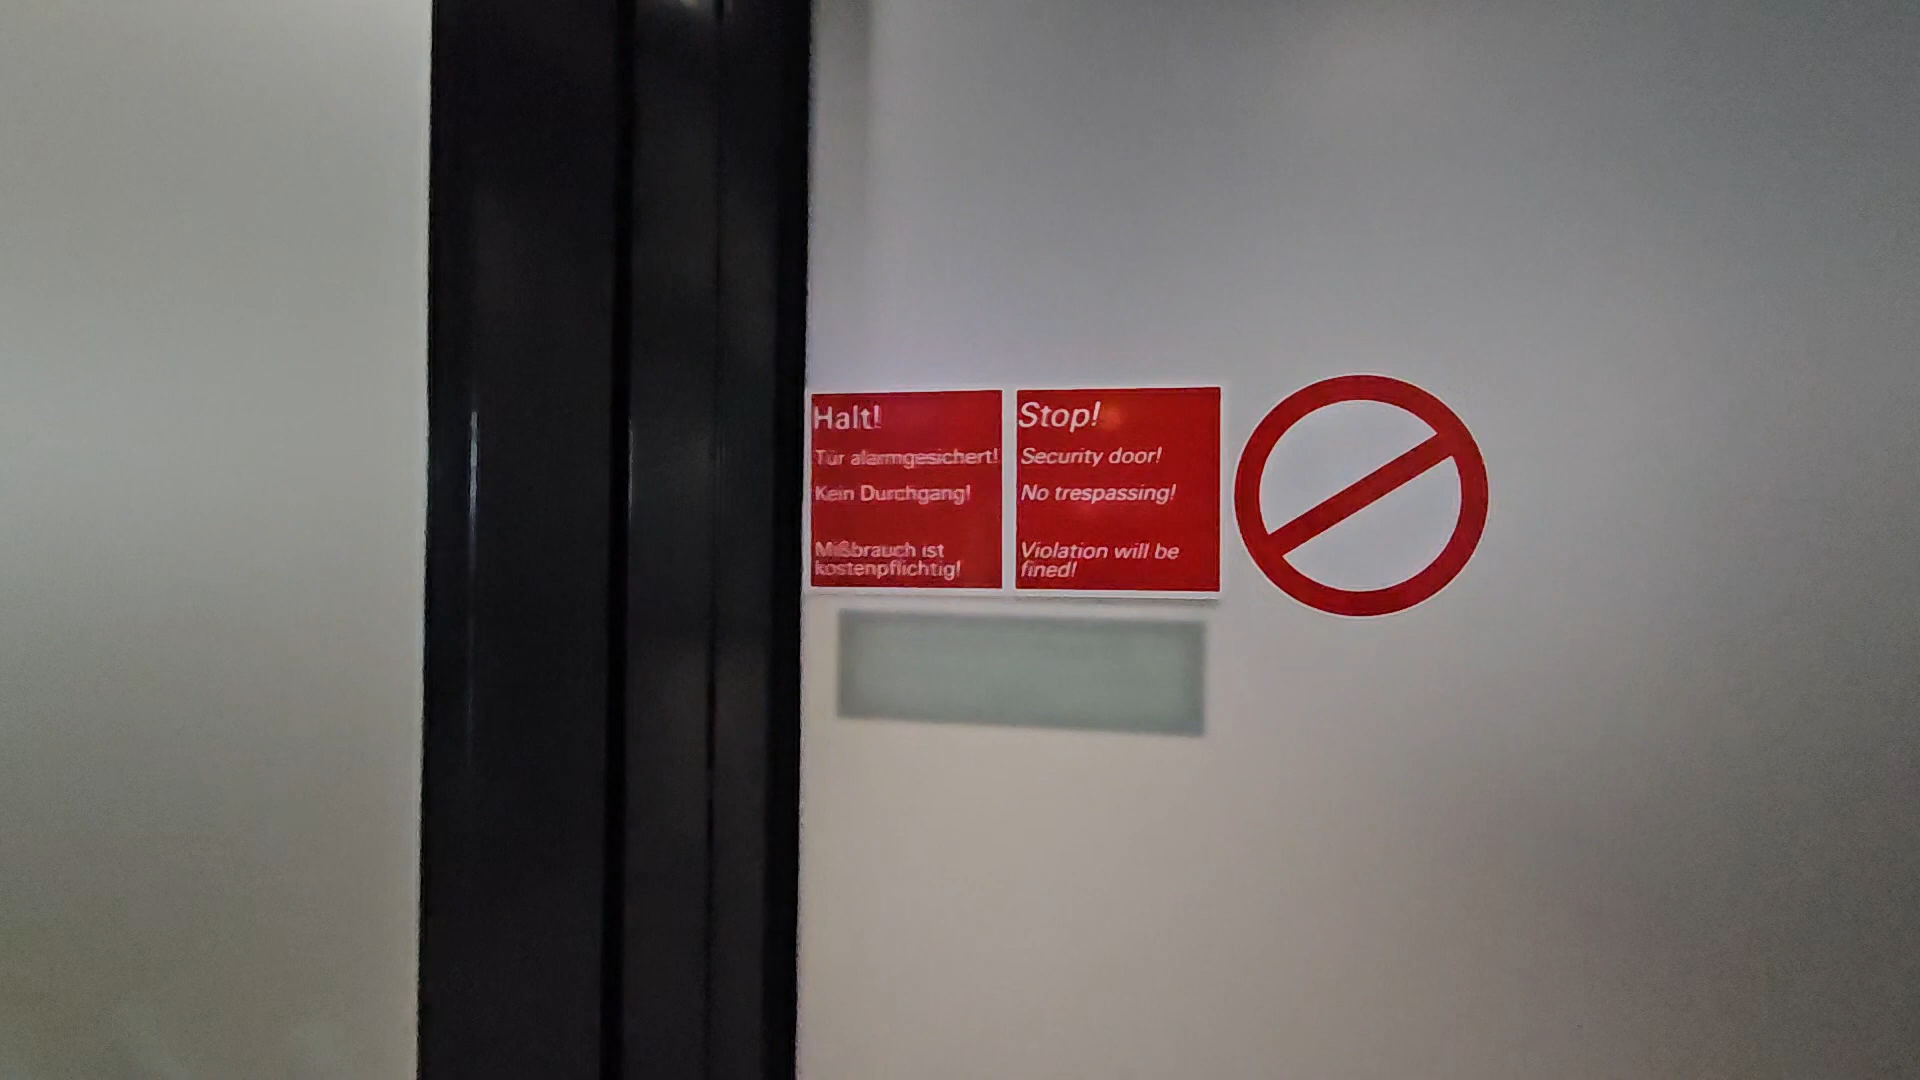 Halt!
Tür alarmgesichert!
Kein Durchgang!
Mißbrauch ist
kostenpflichtig!
Stop!
Security door!
No trespassing!
Violation will be
fined!